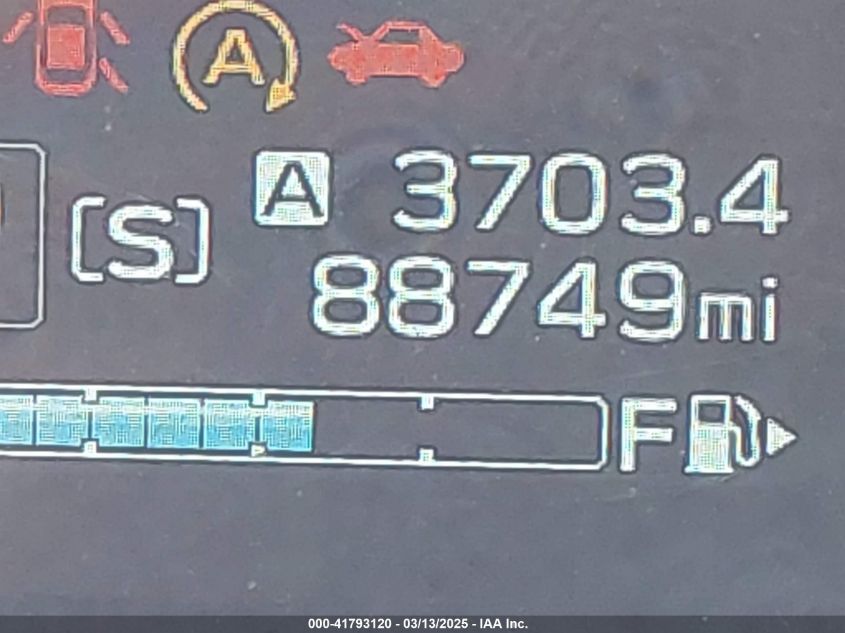 A
A 3703.4
[S]
88749mi
F
000-41793120 - 03/13/2025 - IAA Inc.